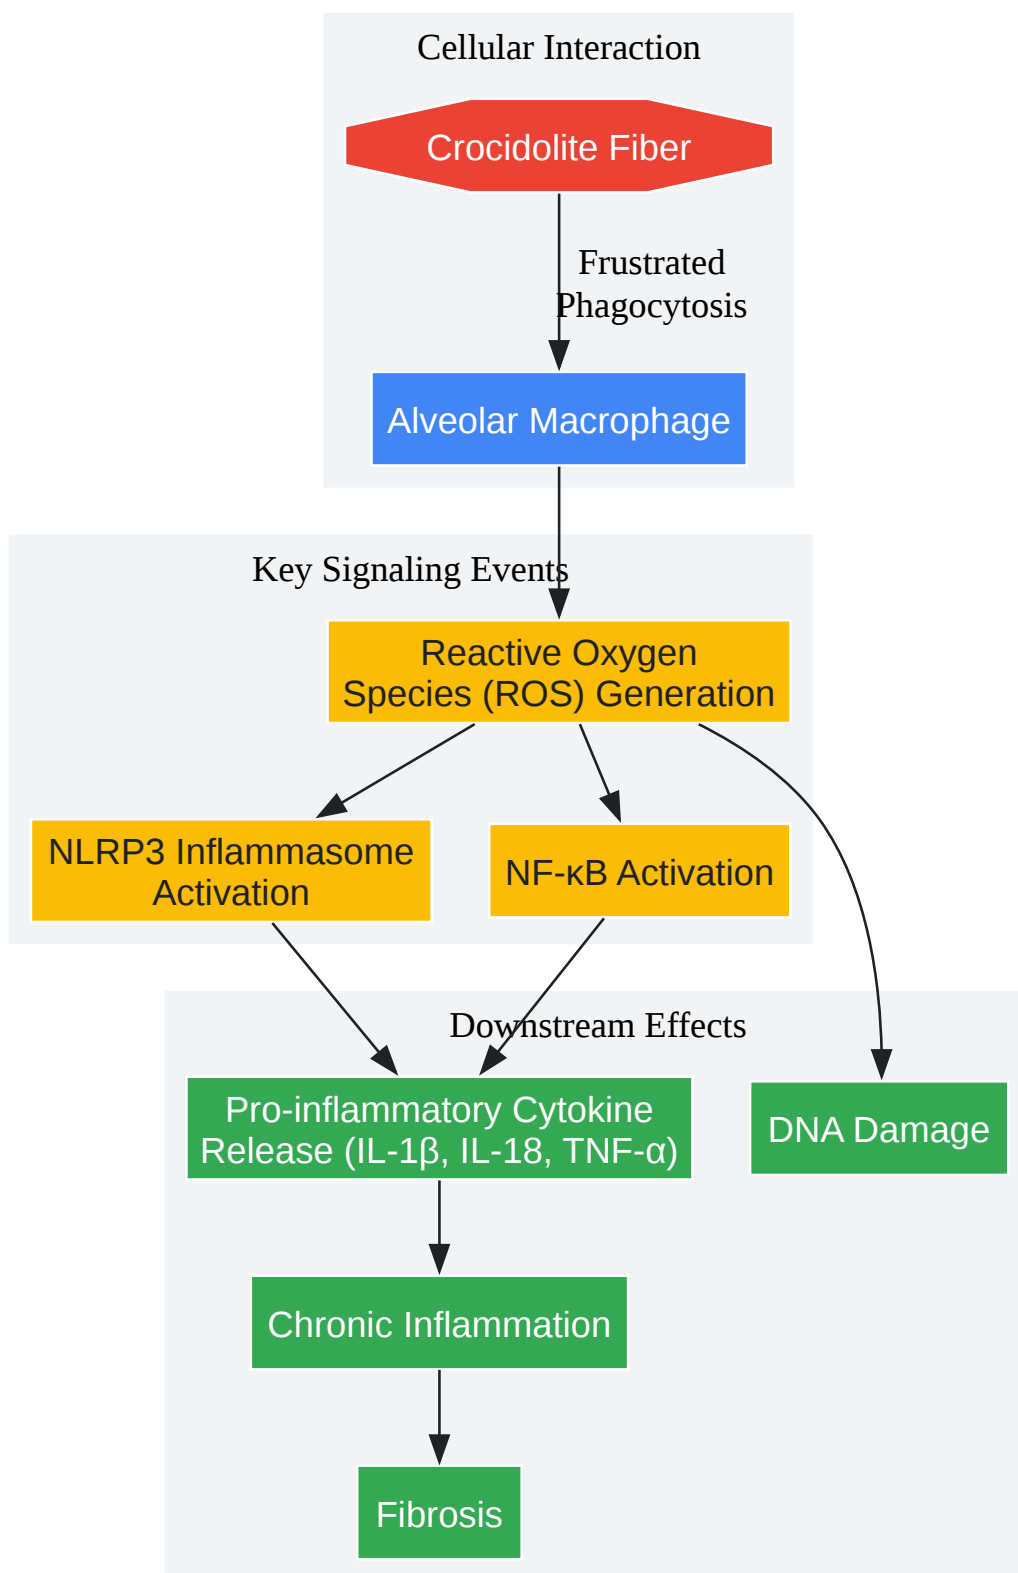 Cellular Interaction
Crocidolite Fiber
Frustrated
Phagocytosis
Alveolar Macrophage
Key Signaling Events
Reactive Oxygen
Species (ROS) Generation
NLRP3 Inflammasome
Activation
NF-κB Activation
Downstream Effects
Pro-inflammatory Cytokine
Release (IL-1β, IL-18, TNF-α)
DNA Damage
Chronic Inflammation
Fibrosis